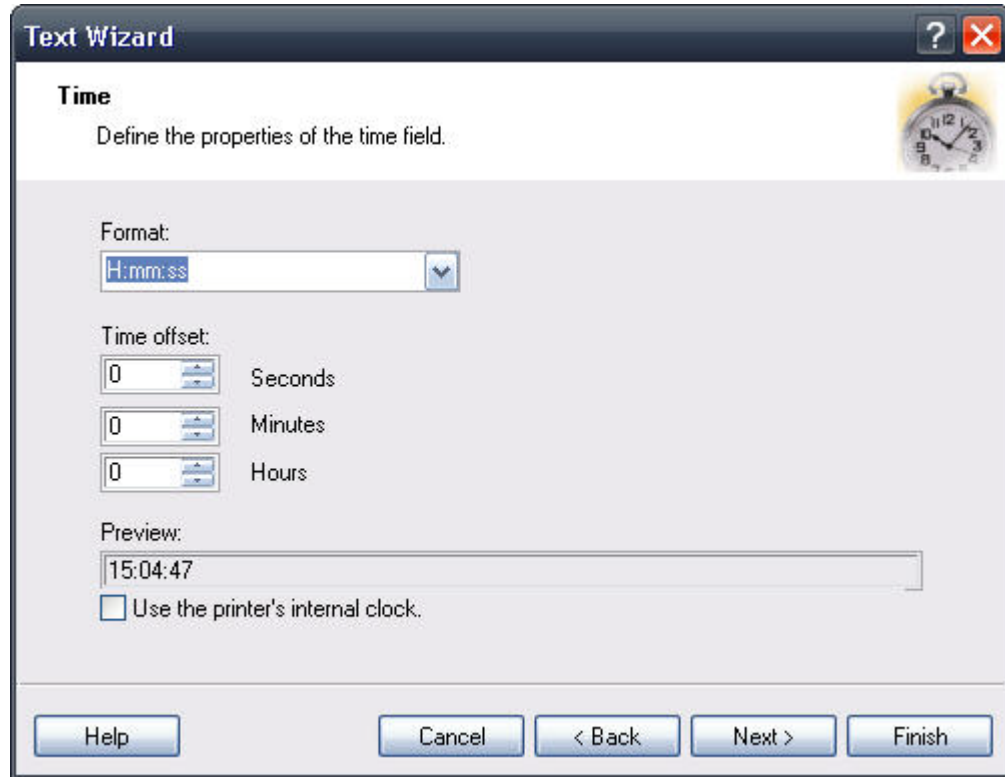 Text Wizard
Time
Define the properties of the time field.
Format:
H:mm:ss
Time offset:
0 Seconds
0 Minutes
0 Hours
Preview:
15:04:47
Use the printer's internal clock.
Help Cancel < Back Next > Finish